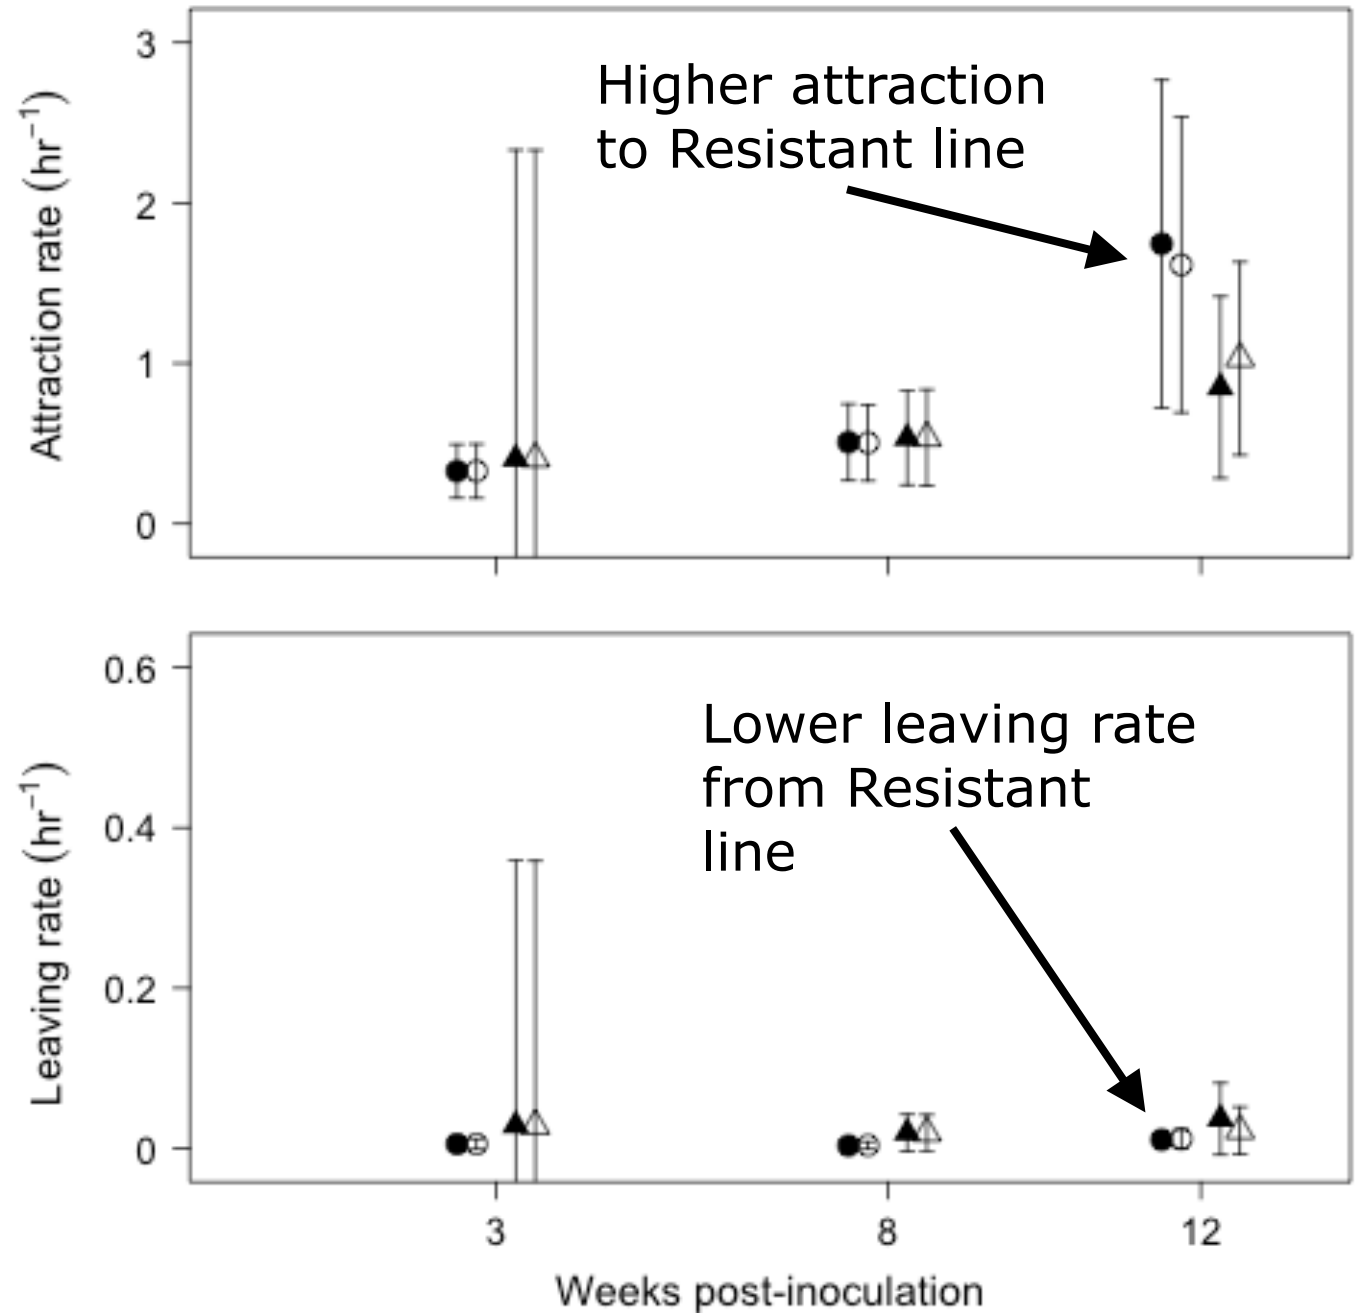 3
2
1
0
Attraction rate (hr⁻¹)
Higher attraction
to Resistant line
0.6
0.4
0.2
0
Leaving rate (hr⁻¹)
Lower leaving rate
from Resistant
line
3 8 12
Weeks post-inoculation